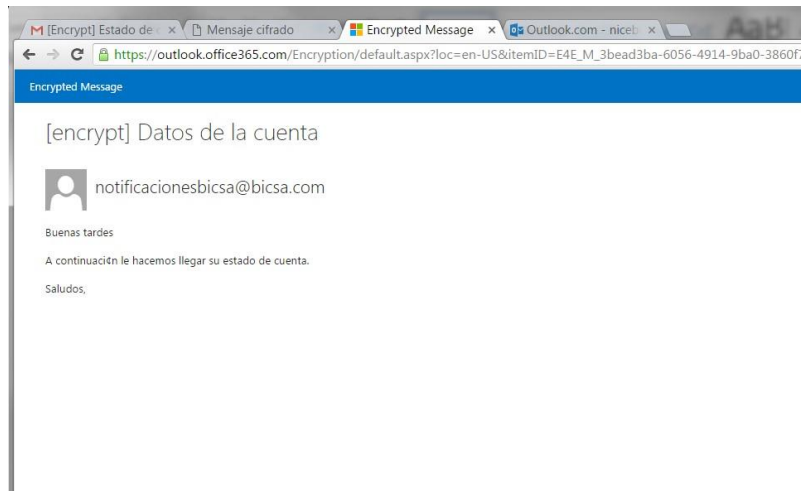 [Encrypt] Estado de
Mensaje cifrado
Encrypted Message
Outlook.com - niceb
https://outlook.office365.com/Encryption/default.aspx?loc=en-US&itemID=E4E_M_3bead3ba-6056-4914-9ba0-3860f7
Encrypted Message
[encrypt] Datos de la cuenta
notificacionesbicsa@bicsa.com
Buenas tardes
A continuaci¢n le hacemos llegar su estado de cuenta.
Saludos,